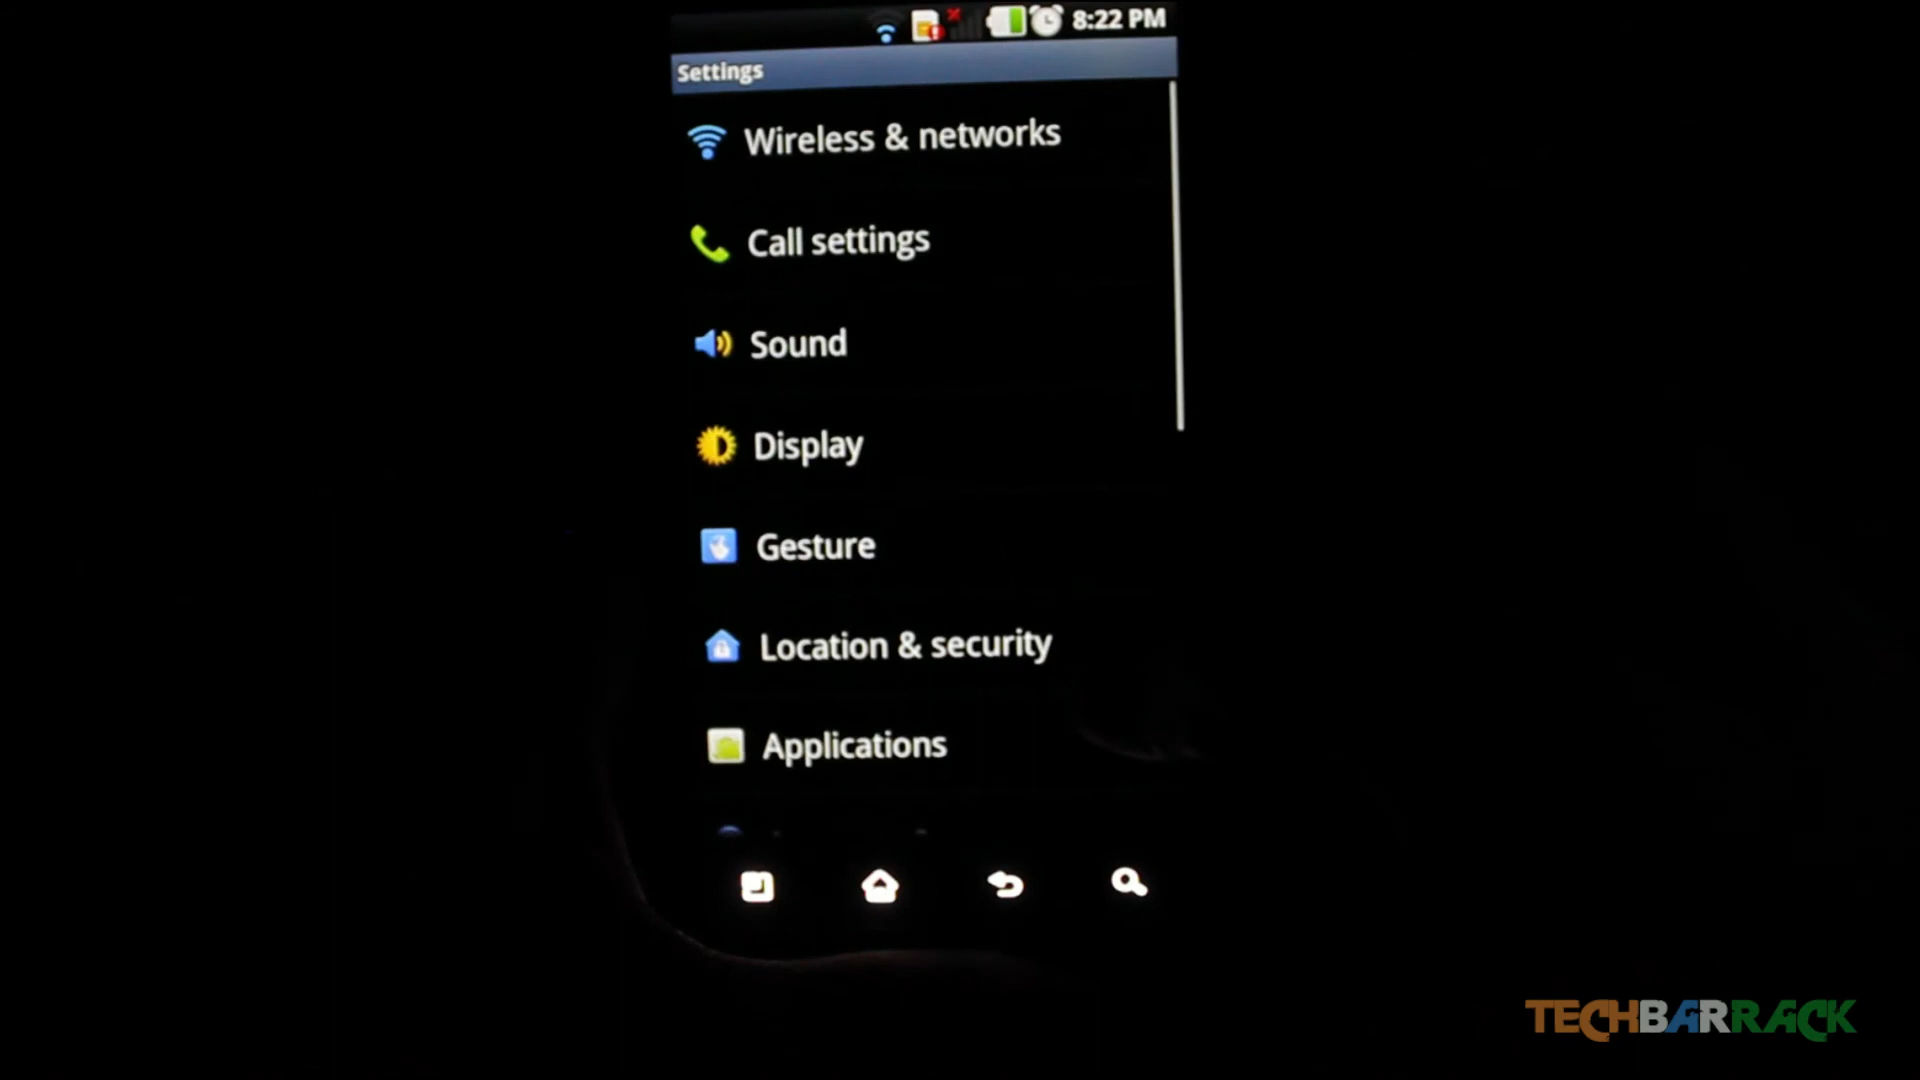 8:22 PM
Settings
Wireless & networks
Call settings
Sound
Display
Gesture
Location & security
Applications
TECHBARRACK